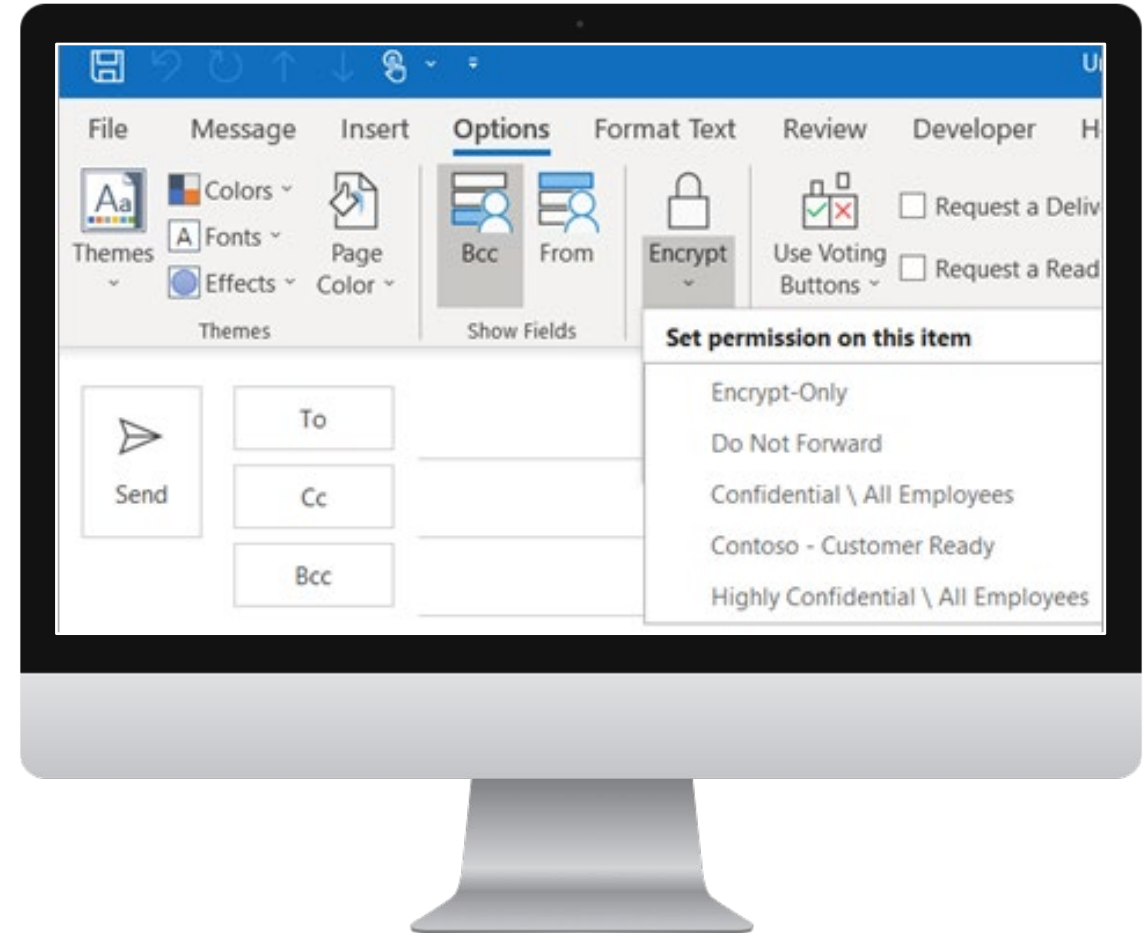 File Message Insert Options Format Text Review Developer H
Aa
Themes
Colors
A Fonts
Effects
Page
Color
Themes
Bcc
From
Show Fields
Encrypt
Use Voting
Buttons
Request a Deliv
Request a Read
Set permission on this item
Encrypt-Only
Do Not Forward
Confidential \ All Employees
Contoso - Customer Ready
Highly Confidential \ All Employees
Send
To
Cc
Bcc